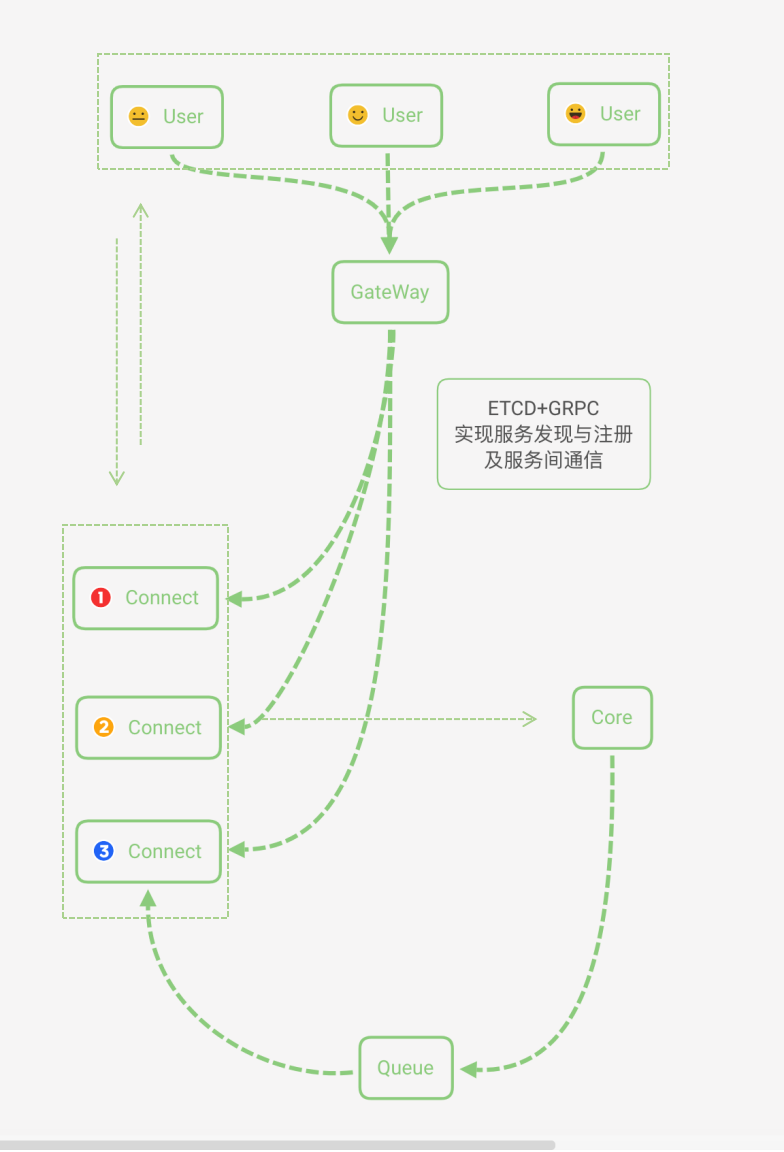 User
User
User
GateWay
ETCD+GRPC
实现服务发现与注册
及服务间通信
1 Connect
2 Connect
Core
3 Connect
Queue